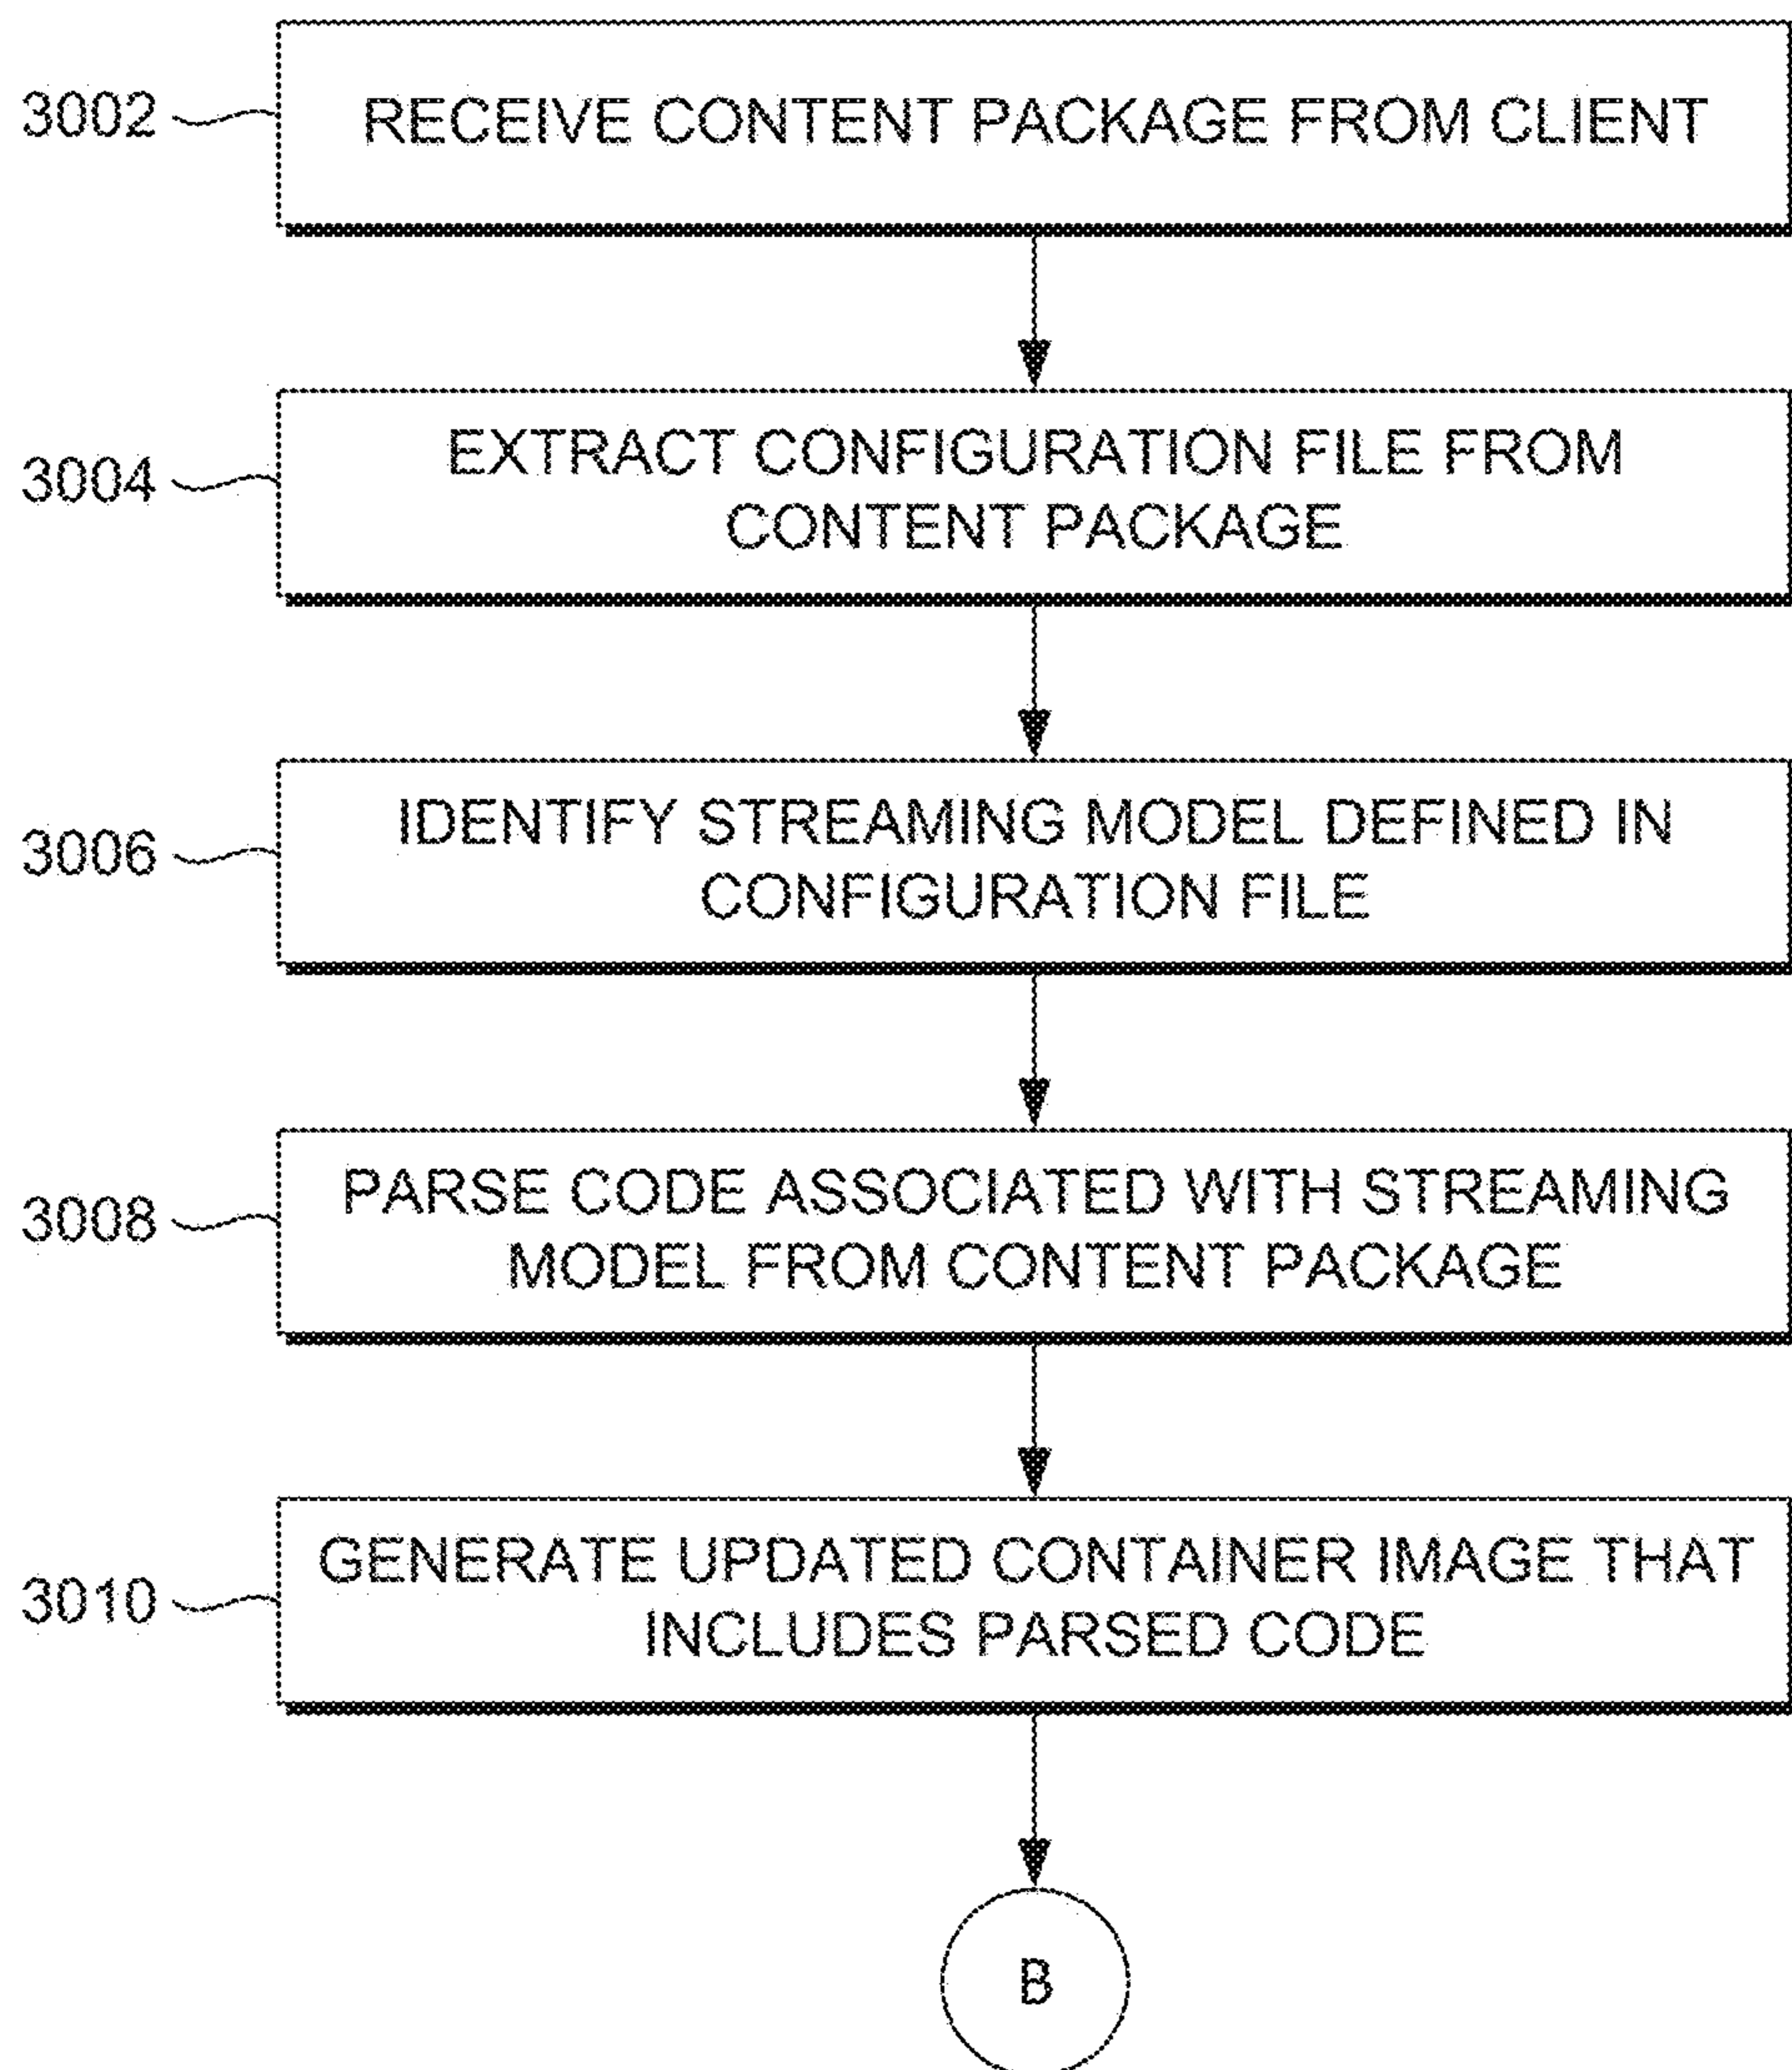 3002
RECEIVE CONTENT PACKAGE FROM CLIENT
3004
EXTRACT CONFIGURATION FILE FROM
CONTENT PACKAGE
3006
IDENTIFY STREAMING MODEL DEFINED IN
CONFIGURATION FILE
3008
PARSE CODE ASSOCIATED WITH STREAMING
MODEL FROM CONTENT PACKAGE
3010
GENERATE UPDATED CONTAINER IMAGE THAT
INCLUDES PARSED CODE
B